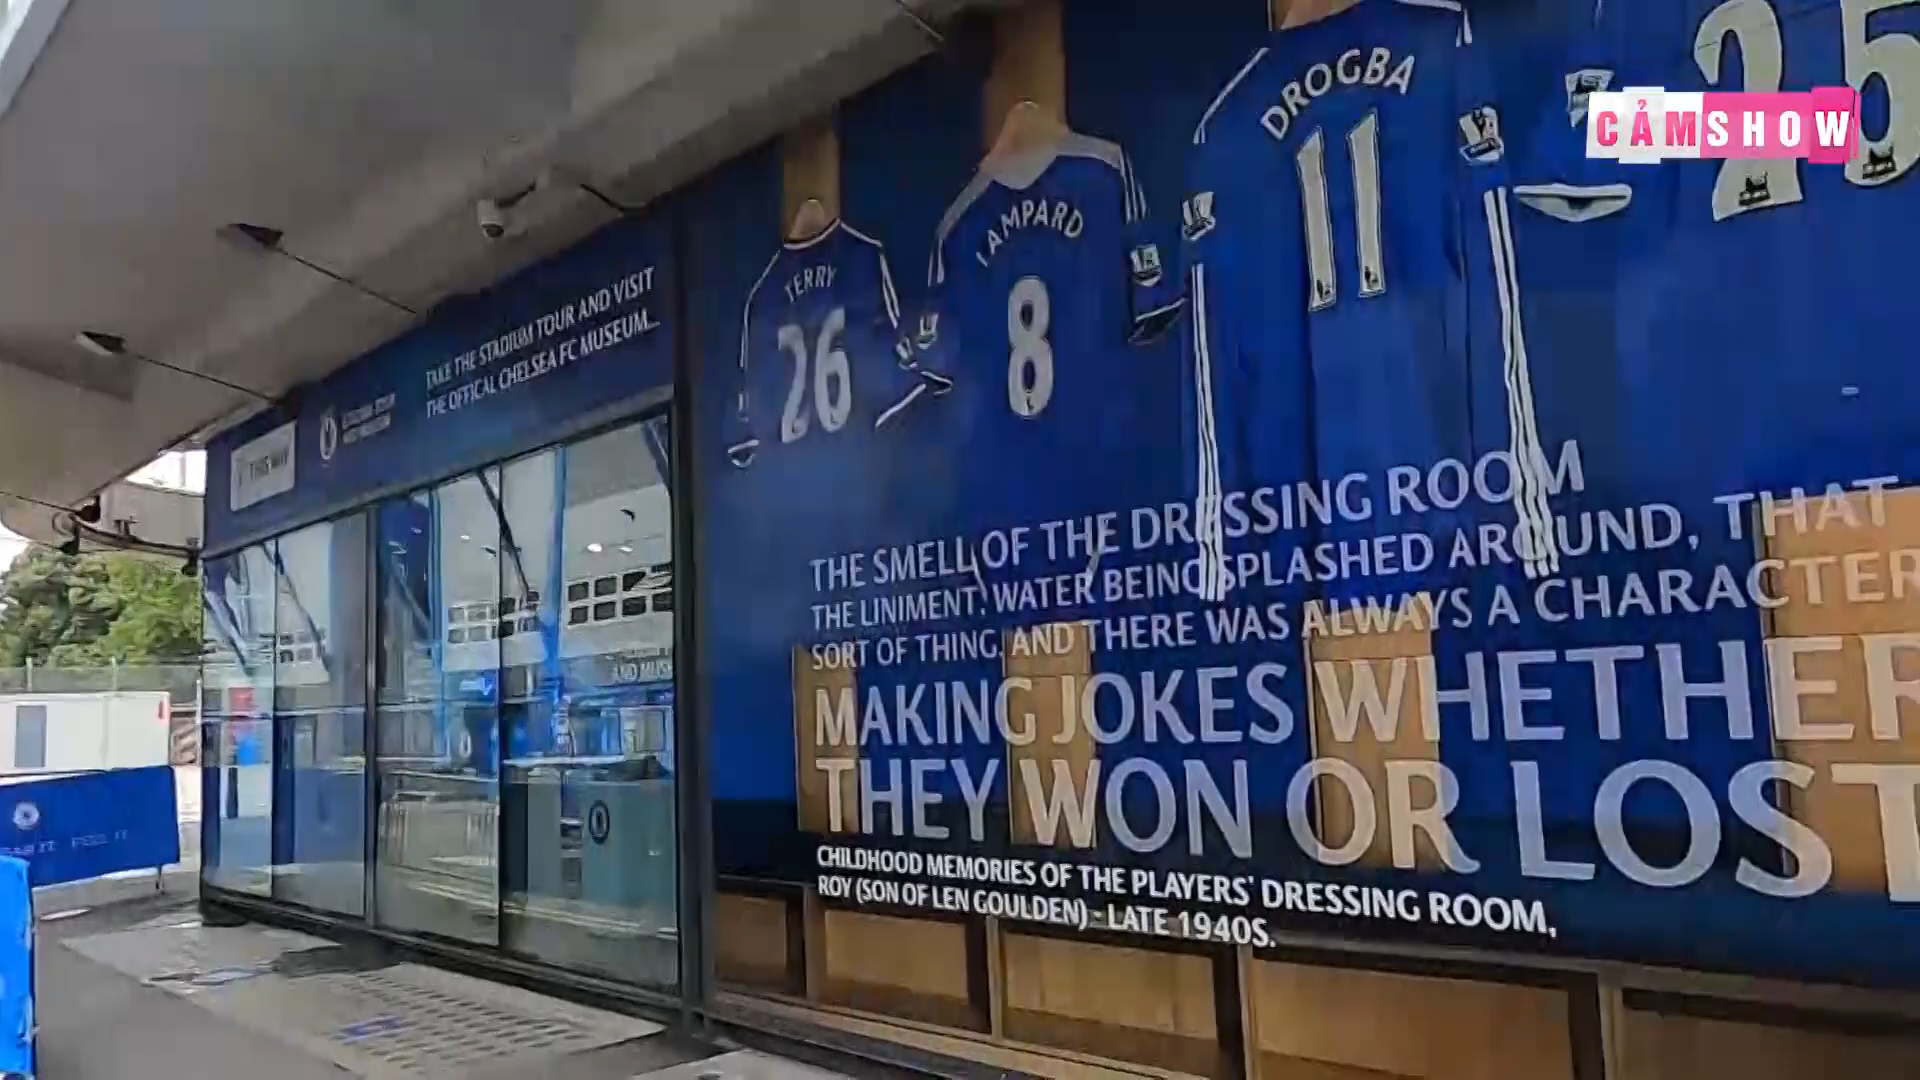 CẢMSHOW
DROGBA
11
25
LAMPARD
8
TERRY
26
TAKE THE STADIUM TOUR AND VISIT
THE OFFICAL CHELSEA FC MUSEUM...
THIS WAY
THE SMELL OF THE DRESSING ROOM
THE LINIMENT, WATER BEING SPLASHED AROUND, THAT
SORT OF THING. AND THERE WAS ALWAYS A CHARACTER
MAKING JOKES WHETHER
THEY WON OR LOST
CHILDHOOD MEMORIES OF THE PLAYERS' DRESSING ROOM,
ROY (SON OF LEN GOULDEN) - LATE 1940S.